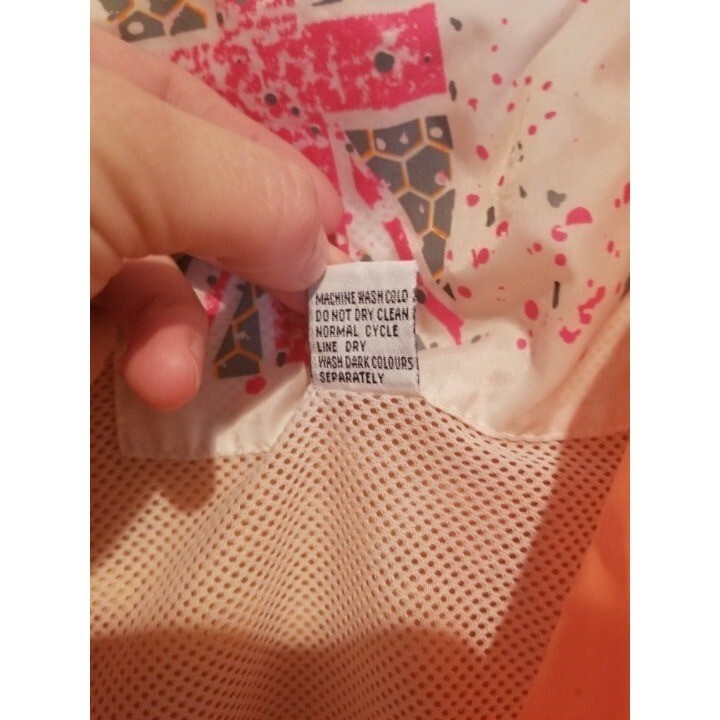 MACHINE WASH COLD
DO NOT DRY CLEAN
NORMAL CYCLE
LINE DRY
WASH DARK COLOURS
SEPARATELY